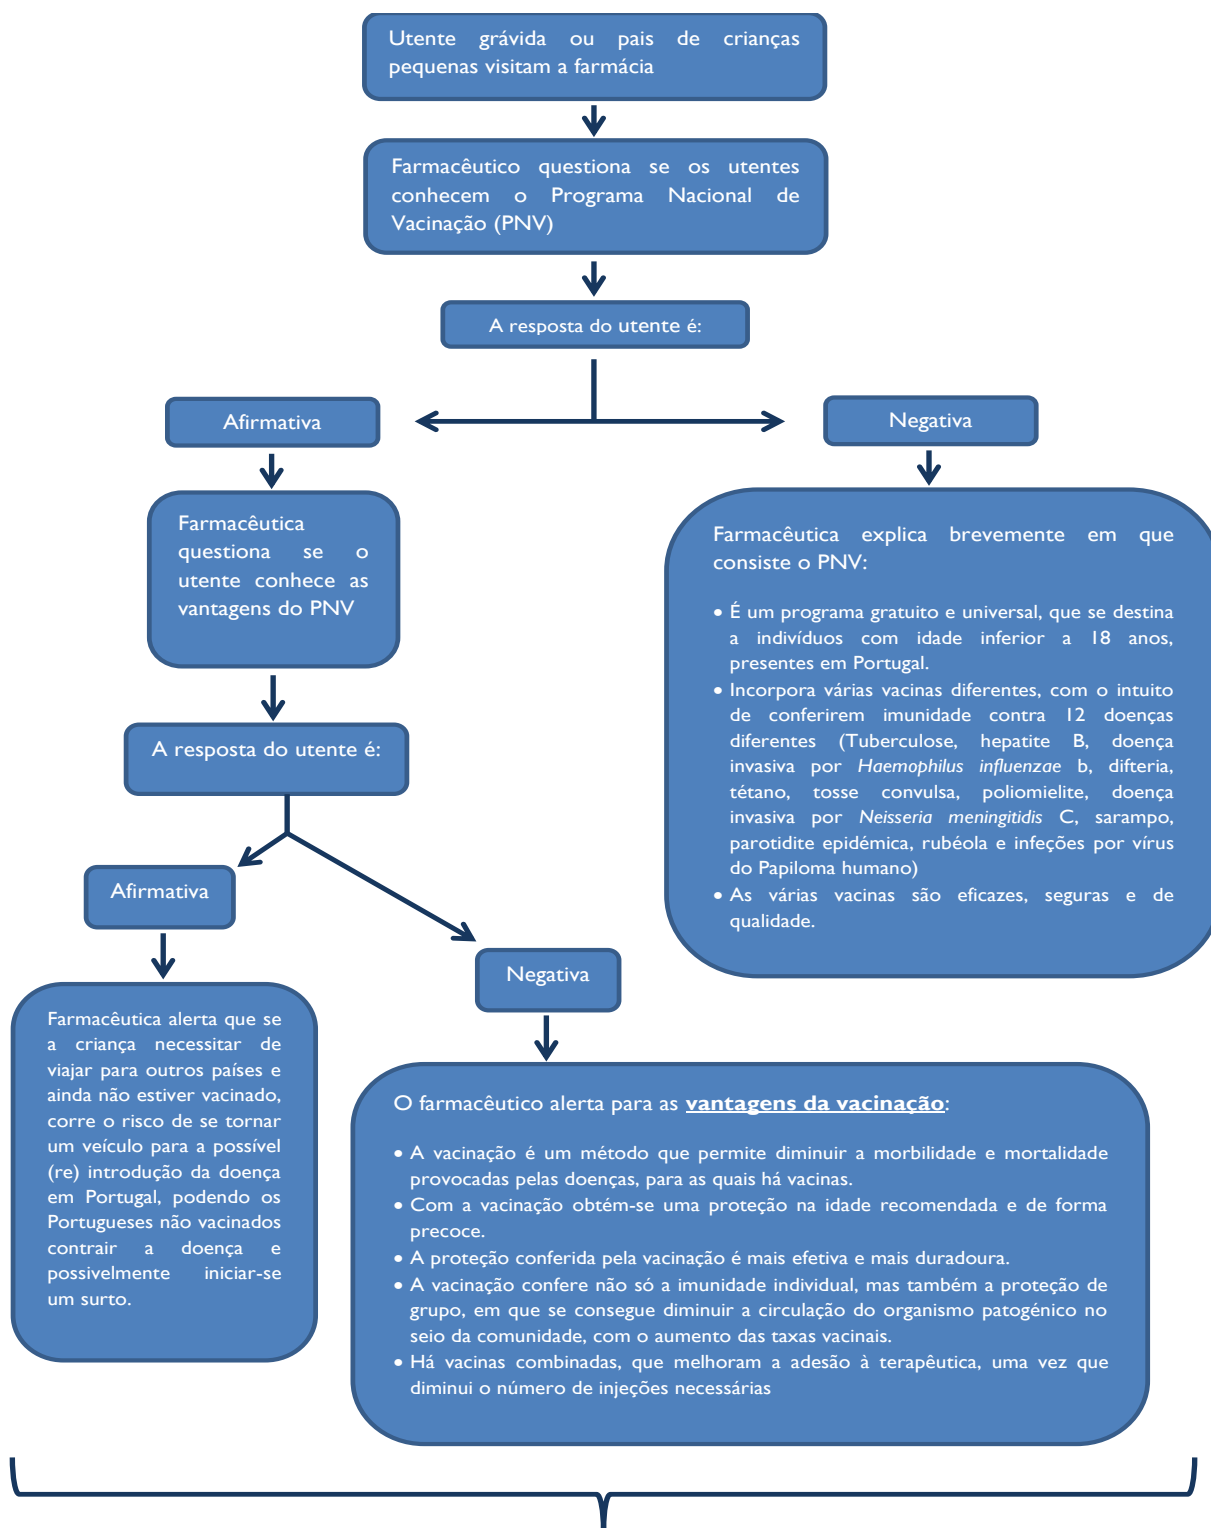 Utente grávida ou pais de crianças
pequenas visitam a farmácia
Farmacêutico questiona se os utentes
conhecem o Programa Nacional de
Vacinação (PNV)
A resposta do utente é:
Afirmativa
Negativa
Farmacêutica
questiona se o
utente conhece as
vantagens do PNV
Farmacêutica explica brevemente em que
consiste o PNV:
• É um programa gratuito e universal, que se destina
a indivíduos com idade inferior a 18 anos,
presentes em Portugal.
• Incorpora várias vacinas diferentes, com o intuito
de conferirem imunidade contra 12 doenças
diferentes (Tuberculose, hepatite B, doença
invasiva por Haemophilus influenzae b, difteria,
tétano, tosse convulsa, poliomielite, doença
invasiva por Neisseria meningitidis C, sarampo,
parotidite epidémica, rubéola e infeções por vírus
do Papiloma humano)
• As várias vacinas são eficazes, seguras e de
qualidade.
A resposta do utente é:
Afirmativa
Negativa
Farmacêutica alerta que se
a criança necessitar de
viajar para outros países e
ainda não estiver vacinado,
corre o risco de se tornar
um veículo para a possível
(re) introdução da doença
em Portugal, podendo os
Portugueses não vacinados
contrair a doença e
possivelmente iniciar-se
um surto.
O farmacêutico alerta para as vantagens da vacinação:
• A vacinação é um método que permite diminuir a morbilidade e mortalidade
provocadas pelas doenças, para as quais há vacinas.
• Com a vacinação obtém-se uma proteção na idade recomendada e de forma
precoce.
• A proteção conferida pela vacinação é mais efetiva e mais duradoura.
• A vacinação confere não só a imunidade individual, mas também a proteção de
grupo, em que se consegue diminuir a circulação do organismo patogénico no
seio da comunidade, com o aumento das taxas vacinais.
• Há vacinas combinadas, que melhoram a adesão à terapêutica, uma vez que
diminui o número de injeções necessárias